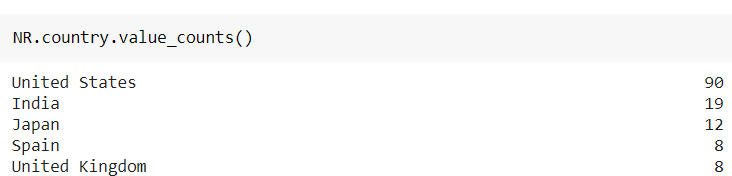 NR.country.value_counts()
United States 90
India 19
Japan 12
Spain 8
United Kingdom 8